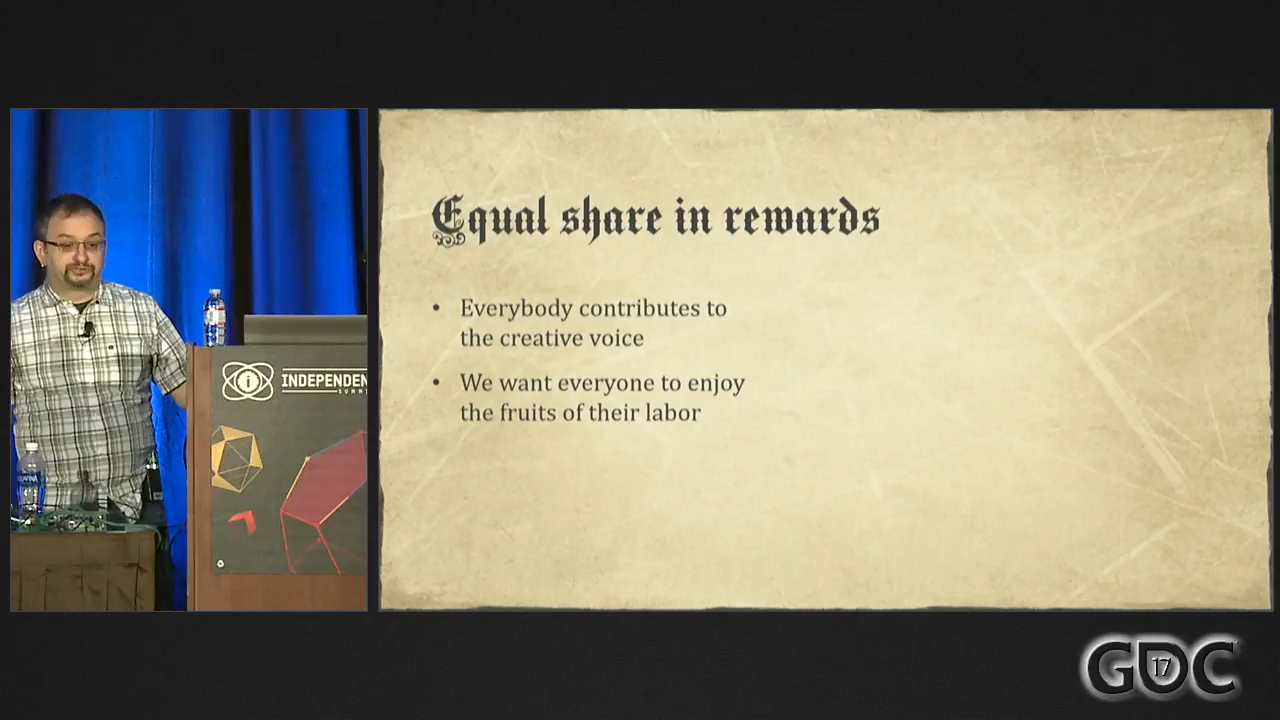 Equal share in rewards
• Everybody contributes to
the creative voice
• We want everyone to enjoy
the fruits of their labor
INDEPENDEN
GDC
17